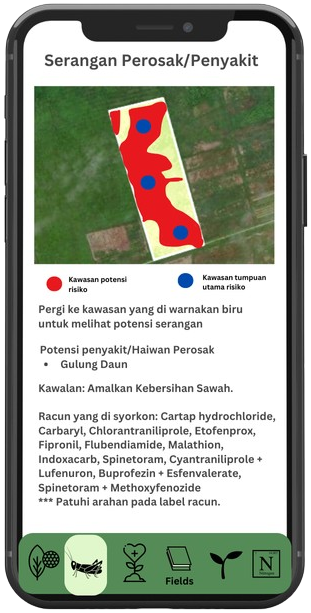 Serangan Perosak/Penyakit
Kawasan potensi
risiko
Kawasan tumpuan
utama risiko
Pergi ke kawasan yang di warnakan biru
untuk melihat potensi serangan
Potensi penyakit/Haiwan Perosak
• Gulung Daun
Kawalan: Amalkan Kebersihan Sawah.
Racun yang di syorkon: Cartap hydrochloride,
Carbaryl, Chlorantraniliprole, Etofenprox,
Fipronil, Flubendiamide, Malathion,
Indoxacarb, Spinetoram, Cyantraniliprole +
Lufenuron, Buprofezin + Esfenvalerate,
Spinetoram + Methoxyfenozide
*** Patuhi arahan pada label racun.
N
Fields